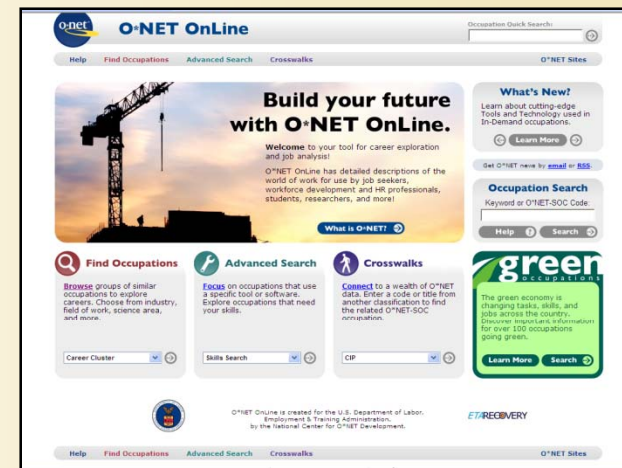 o·net
O*NET OnLine
Occupation Quick Search:
Help Find Occupations Advanced Search Crosswalks O*NET Sites
Build your future
with O*NET OnLine.
Welcome to your tool for career exploration
and job analysis!
O*NET OnLine has detailed descriptions of the
world of work for use by job seekers,
workforce development and HR professionals,
students, researchers, and more!
What is O*NET?
What's New?
Learn about cutting-edge
Tools and Technology used in
In-Demand occupations.
Learn More
Get O*NET news by email or RSS.
Occupation Search
Keyword or O*NET-SOC Code:
Help Search
Find Occupations
Browse groups of similar
occupations to explore
careers. Choose from industry,
field of work, science area,
and more.
Career Cluster
Advanced Search
Focus on occupations that use
a specific tool or software.
Explore occupations that need
your skills.
Skills Search
Crosswalks
Connect to a wealth of O*NET
data. Enter a code or title from
another classification to find
the related O*NET-SOC
occupation.
CIP
green
occupations
The green economy is
changing tasks, skills, and
jobs across the country.
Discover important information
for over 100 occupations
going green.
Learn More Search
O*NET OnLine is created for the U.S. Department of Labor,
Employment & Training Administration,
by the National Center for O*NET Development.
ETARECOVERY
Help Find Occupations Advanced Search Crosswalks O*NET Sites